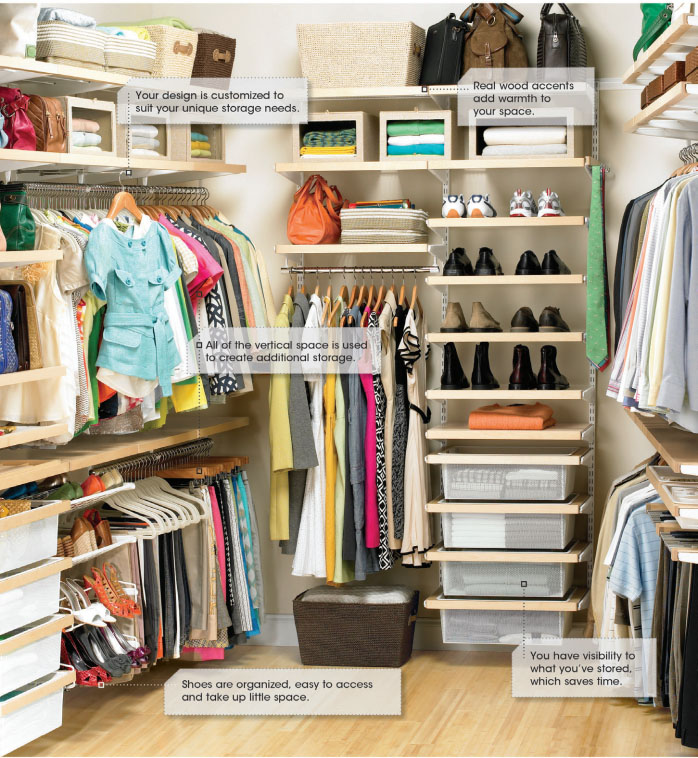 Your design is customized to
suit your unique storage needs.
Real wood accents
add warmth to
your space.
All of the vertical space is used
to create additional storage.
You have visibility to
what you've stored,
which saves time.
Shoes are organized, easy to access
and take up little space.